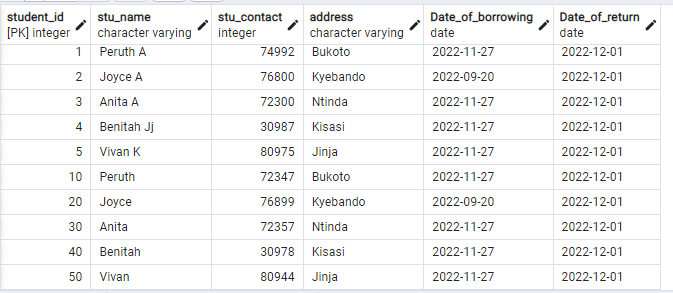 student_id stu_name stu_contact address Date_of_borrowing Date_of_return
[PK] integer character varying integer character varying date date
1 Peruth A 74992 Bukoto 2022-11-27 2022-12-01
2 Joyce A 76800 Kyebando 2022-09-20 2022-12-01
3 Anita A 72300 Ntinda 2022-11-27 2022-12-01
4 Benitah Jj 30987 Kisasi 2022-11-27 2022-12-01
5 Vivan K 80975 Jinja 2022-11-27 2022-12-01
10 Peruth 72347 Bukoto 2022-11-27 2022-12-01
20 Joyce 76899 Kyebando 2022-09-20 2022-12-01
30 Anita 72357 Ntinda 2022-11-27 2022-12-01
40 Benitah 30978 Kisasi 2022-11-27 2022-12-01
50 Vivan 80944 Jinja 2022-11-27 2022-12-01